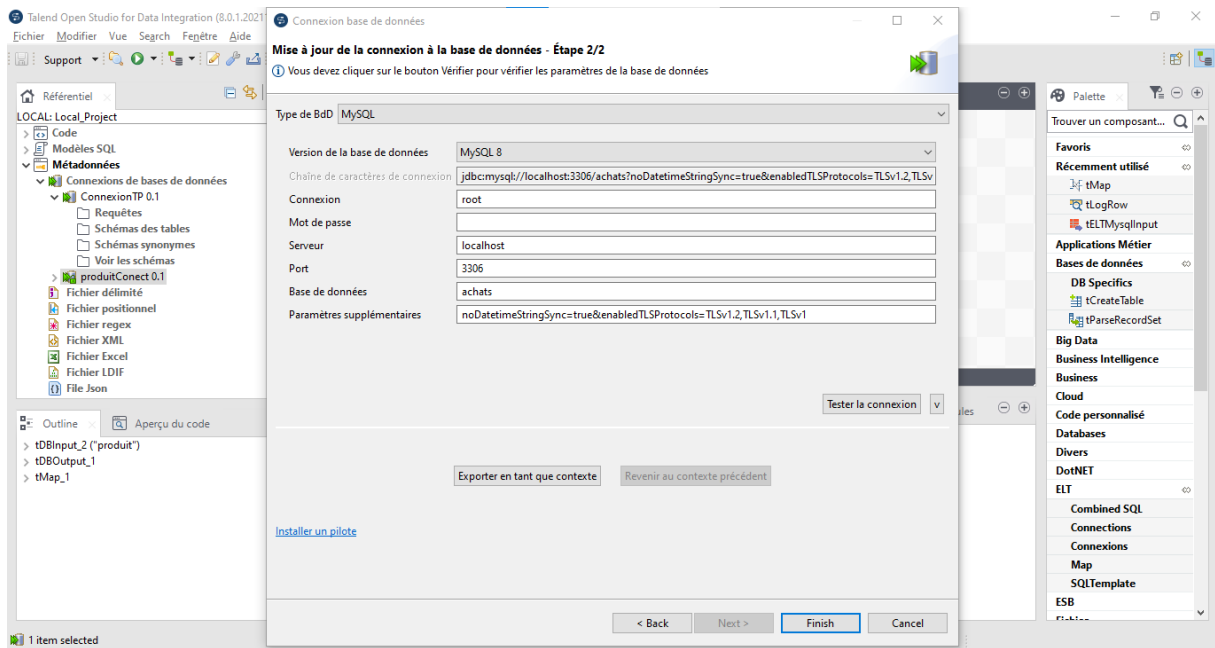 Talend Open Studio for Data Integration (8.0.1.2021
Fichier Modifier Vue Search Fenêtre Aide
Support
Référentiel
LOCAL: Local_Project
Code
Modèles SQL
Métadonnées
Connexions de bases de données
ConnexionTP 0.1
Requêtes
Schémas des tables
Schémas synonymes
Voir les schémas
produitConect 0.1
Fichier délimité
Fichier positionnel
Fichier regex
Fichier XML
Fichier Excel
Fichier LDIF
File Json
Outline
Aperçu du code
tDBInput_2 ("produit")
tDBOutput_1
tMap_1
1 item selected
Connexion base de données
Mise à jour de la connexion à la base de données - Étape 2/2
Vous devez cliquer sur le bouton Vérifier pour vérifier les paramètres de la base de données
Type de BdD MySQL
Version de la base de données MySQL 8
Chaîne de caractères de connexion jdbc:mysql://localhost:3306/achats?noDatetimeStringSync=true&enabledTLSProtocols=TLSv1.2,TLSv
Connexion root
Mot de passe
Serveur localhost
Port 3306
Base de données achats
Paramètres supplémentaires noDatetimeStringSync=true&enabledTLSProtocols=TLSv1.2,TLSv1.1,TLSv1
Tester la connexion v
Exporter en tant que contexte Revenir au contexte précédent
Installer un pilote
< Back Next > Finish Cancel
ules
Palette
Trouver un composant...
Favoris
Récemment utilisé
tMap
tLogRow
tELTMysqlInput
Applications Métier
Bases de données
DB Specifics
tCreateTable
tParseRecordSet
Big Data
Business Intelligence
Business
Cloud
Code personnalisé
Databases
Divers
DotNET
ELT
Combined SQL
Connections
Connexions
Map
SQLTemplate
ESB
Fichier